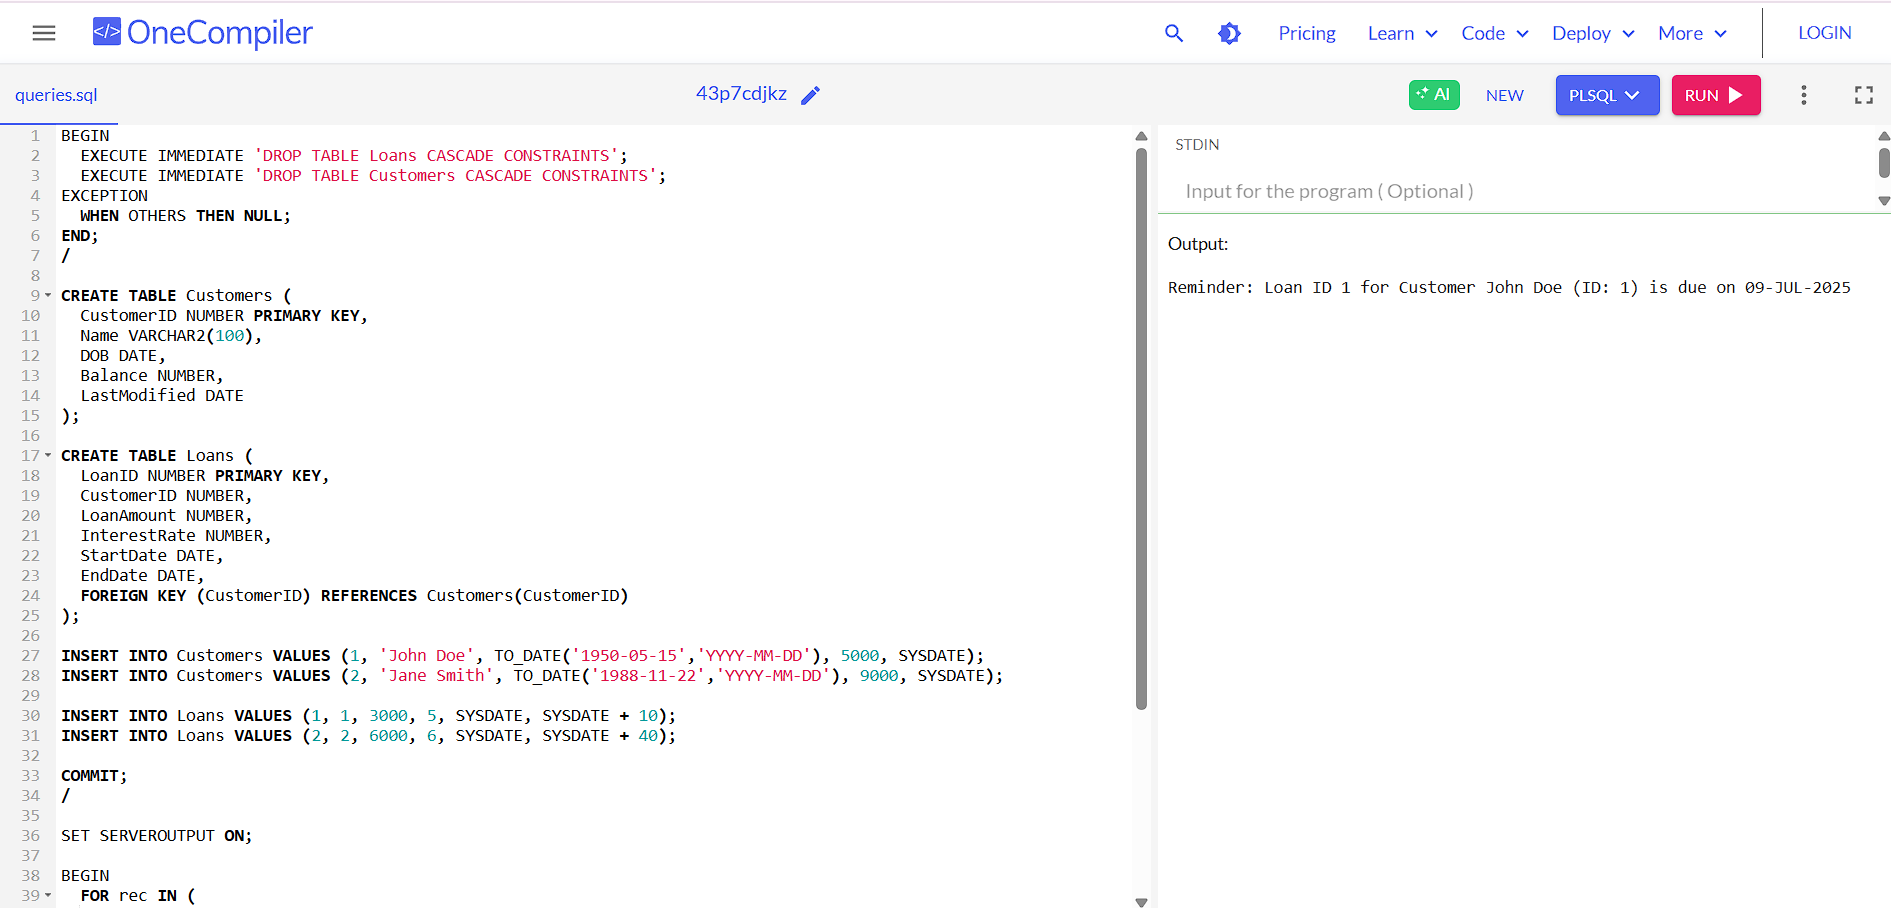 </> OneCompiler
Pricing
Learn
Code
Deploy
More
LOGIN
queries.sql
43p7cdjkz
AI
NEW
PLSQL
RUN
1 BEGIN
2   EXECUTE IMMEDIATE 'DROP TABLE Loans CASCADE CONSTRAINTS';
3   EXECUTE IMMEDIATE 'DROP TABLE Customers CASCADE CONSTRAINTS';
4 EXCEPTION
5   WHEN OTHERS THEN NULL;
6 END;
7 /
8
9 CREATE TABLE Customers (
10   CustomerID NUMBER PRIMARY KEY,
11   Name VARCHAR2(100),
12   DOB DATE,
13   Balance NUMBER,
14   LastModified DATE
15 );
16
17 CREATE TABLE Loans (
18   LoanID NUMBER PRIMARY KEY,
19   CustomerID NUMBER,
20   LoanAmount NUMBER,
21   InterestRate NUMBER,
22   StartDate DATE,
23   EndDate DATE,
24   FOREIGN KEY (CustomerID) REFERENCES Customers(CustomerID)
25 );
26
27 INSERT INTO Customers VALUES (1, 'John Doe', TO_DATE('1950-05-15','YYYY-MM-DD'), 5000, SYSDATE);
28 INSERT INTO Customers VALUES (2, 'Jane Smith', TO_DATE('1988-11-22','YYYY-MM-DD'), 9000, SYSDATE);
29
30 INSERT INTO Loans VALUES (1, 1, 3000, 5, SYSDATE, SYSDATE + 10);
31 INSERT INTO Loans VALUES (2, 2, 6000, 6, SYSDATE, SYSDATE + 40);
32
33 COMMIT;
34 /
35
36 SET SERVEROUTPUT ON;
37
38 BEGIN
39   FOR rec IN (
STDIN
Input for the program ( Optional )
Output:
Reminder: Loan ID 1 for Customer John Doe (ID: 1) is due on 09-JUL-2025